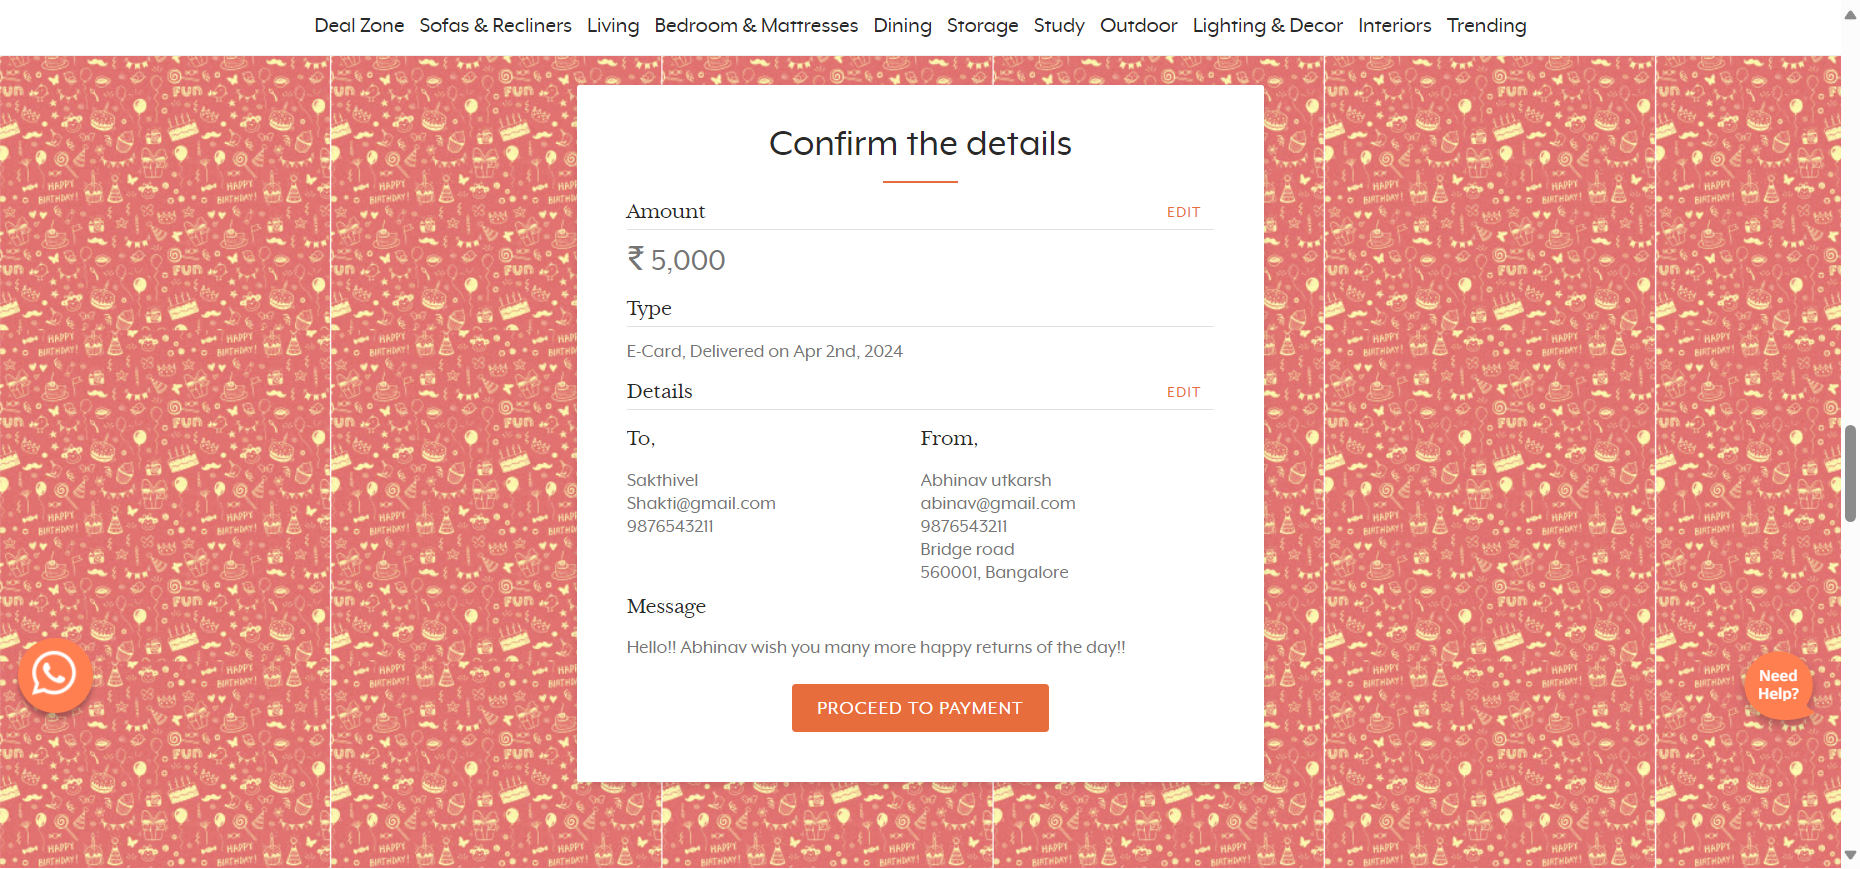 Deal Zone Sofas & Recliners Living Bedroom & Mattresses Dining Storage Study Outdoor Lighting & Decor Interiors Trending
Confirm the details
Amount EDIT
₹ 5,000
Type
E-Card, Delivered on Apr 2nd, 2024
Details EDIT
To, From,
Sakthivel Abhinav utkarsh
Shakti@gmail.com abinav@gmail.com
9876543211 9876543211
Bridge road
560001, Bangalore
Message
Hello!! Abhinav wish you many more happy returns of the day!!
PROCEED TO PAYMENT
Need
Help?
FUN
HAPPY
BIRTHDAY!